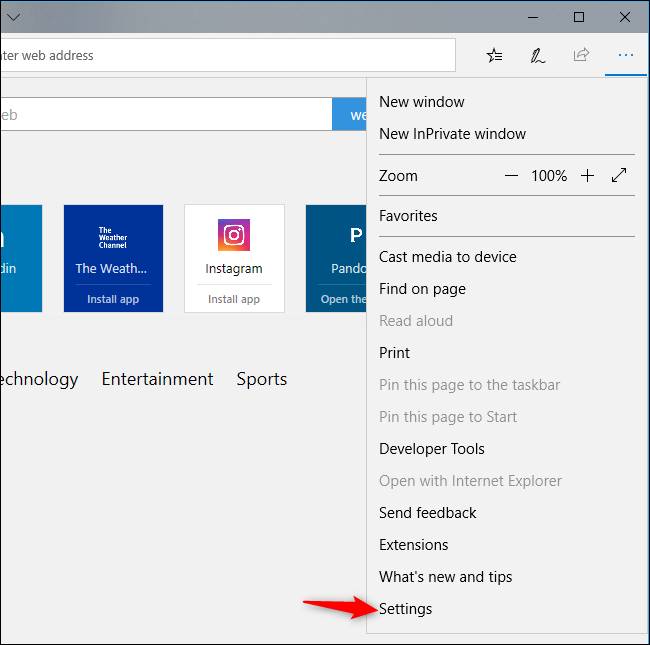 nter web address
eb
we
din
The
Weather
Channel
The Weath...
Install app
Instagram
Install app
P
Pando
Open the
echnology Entertainment Sports
New window
New InPrivate window
Zoom — 100% +
Favorites
Cast media to device
Find on page
Read aloud
Print
Pin this page to the taskbar
Pin this page to Start
Developer Tools
Open with Internet Explorer
Send feedback
Extensions
What's new and tips
Settings